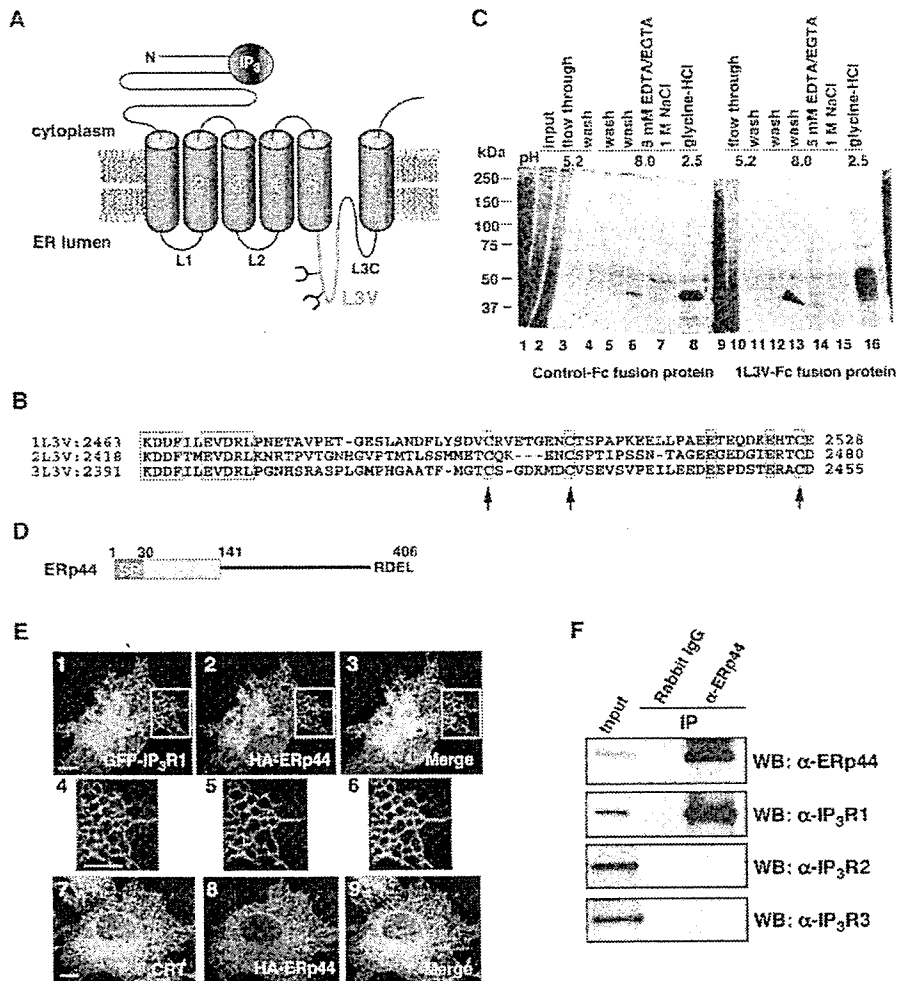 A
N
IP3
cytoplasm
ER lumen
L1
L2
L3C
L3V
C
input
flow through
wash
wash
wash
5 mM EDTA/EGTA
1 M NaCl
glycine-HCl
flow through
wash
wash
wash
5 mM EDTA/EGTA
1 M NaCl
glycine-HCl
kDa
pH
5.2
8.0
2.5
5.2
8.0
2.5
250
150
100
75
50
37
1 2 3 4 5 6 7 8 9 10 11 12 13 14 15 16
Control-Fc fusion protein
1L3V-Fc fusion protein
B
1L3V:2463 KDDFILEVDRLPNETAVPET-GESLANDFLYSDVCRVETGENCTSPAPKEELLPAEETEQDKEHTCE 2528
2L3V:2418 KDDFTMEVDRLKNRTPVTGNHGVPTMTLSSMMETCQK---ENCSPTIPSSN-TAGEEGEDGIERTCD 2480
3L3V:2391 KDDFILEVDRLPGNHSRASPLGMPHGAATF-MGTCSG-DKMDCVSEVSVPEILEEDEEPDSTERACD 2455
D
1 30 141 406
ERp44
RDEL
E
1
GFP-IP3R1
2
HA-ERp44
3
Merge
4
5
6
7
CRT
8
HA-ERp44
9
Merge
F
Input
Rabbit IgG
α-ERp44
IP
WB: α-ERp44
WB: α-IP3R1
WB: α-IP3R2
WB: α-IP3R3